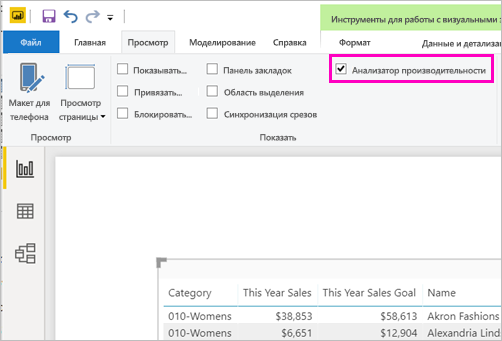 Инструменты для работы с визуальными
Файл Главная Просмотр Моделирование Справка Формат Данные и детализа
Показывать... Панель закладок Анализатор производительности
Макет для Просмотр Привязать... Область выделения
телефона страницы Блокировать... Синхронизация срезов
Просмотр Показать
Category This Year Sales This Year Sales Goal Name
010-Womens $38,853 $58,613 Akron Fashions
010-Womens $6,651 $12,904 Alexandria Lind